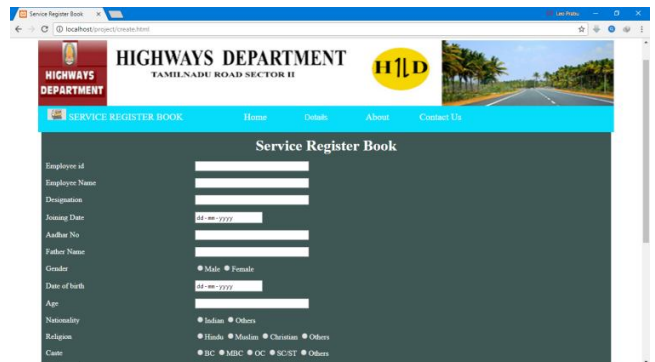 Service Register Book
Leo Prabu
localhost/project/create.html
HIGHWAYS
DEPARTMENT
HIGHWAYS DEPARTMENT
TAMILNADU ROAD SECTOR II
H D
SERVICE REGISTER BOOK Home Details About Contact Us
Service Register Book
Employee id
Employee Name
Designation
Joining Date dd-mm-yyyy
Aadhar No
Father Name
Gender Male Female
Date of birth dd-mm-yyyy
Age
Nationality Indian Others
Religion Hindu Muslim Christian Others
Caste BC MBC OC SC/ST Others